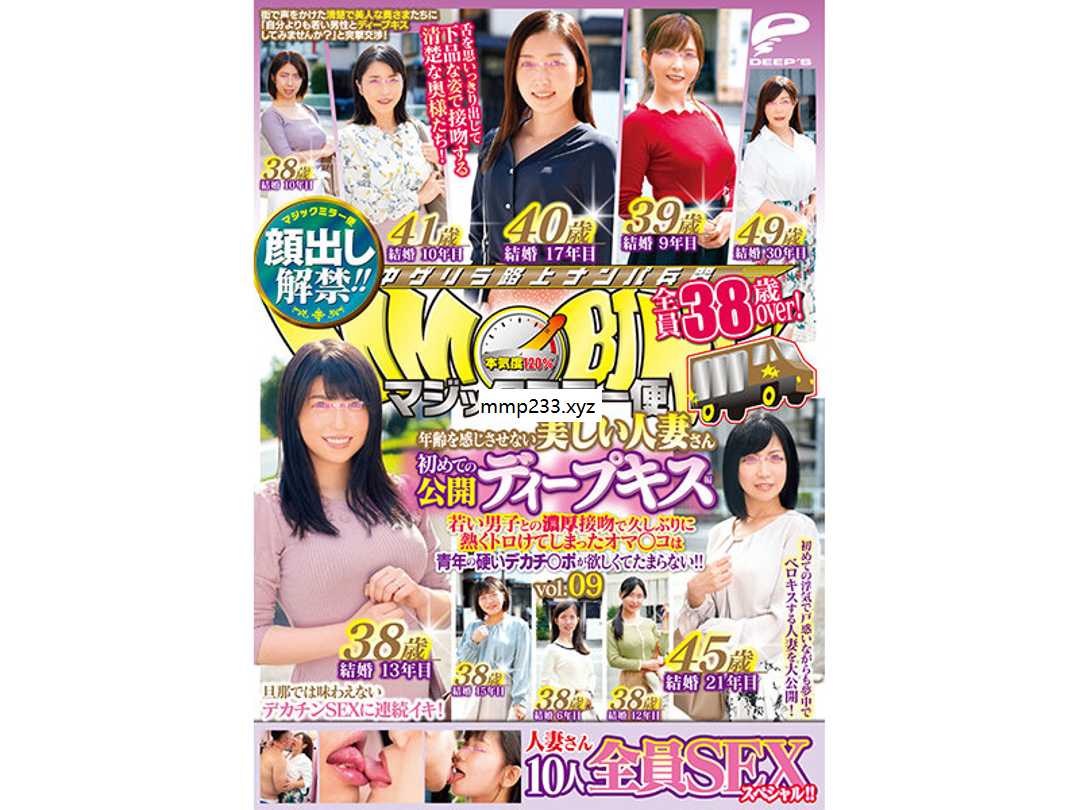 街で声をかけた清楚で美人な奥さまたちに
「自分よりも若い男性とディープキス
してみませんか?」と突撃交渉!
舌を思いっきり出して
下品な姿で接吻する
清楚な奥様たち!
DEEP'S
38歳
結婚 10年目
41歳
結婚 10年目
40歳
結婚 17年目
39歳
結婚 9年目
49歳
結婚 30年目
マジックミラー便
顔出し
解禁!!
ゲリラ路上ナンパ兵器
全員38歳over!
本気度120%
mmp233.xyz
年齢を感じさせない美しい人妻さん
初めての
公開ディープキス編
若い男子との濃厚接吻で久しぶりに
熱くトロけてしまったオマ〇コは
青年の硬いデカチ〇ポが欲しくてたまらない!!
vol:09
初めての浮気で戸惑いながらも夢中で
ベロキスする人妻を大公開!
38歳
結婚 13年目
38歳
結婚 15年目
38歳
結婚 6年目
38歳
結婚 12年目
45歳
結婚 21年目
旦那では味わえない
デカチンSEXに連続イキ!
人妻さん
10人全員SEX
スペシャル!!